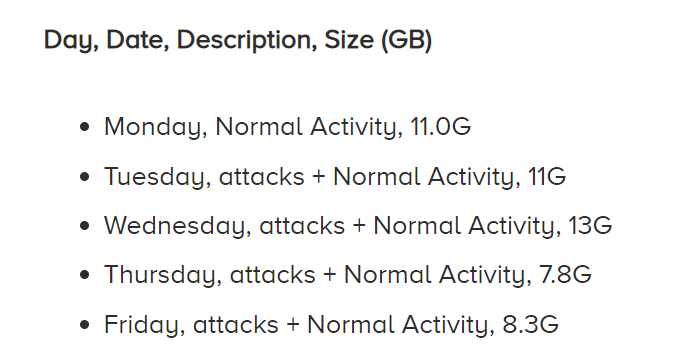 Day, Date, Description, Size (GB)
• Monday, Normal Activity, 11.0G
• Tuesday, attacks + Normal Activity, 11G
• Wednesday, attacks + Normal Activity, 13G
• Thursday, attacks + Normal Activity, 7.8G
• Friday, attacks + Normal Activity, 8.3G